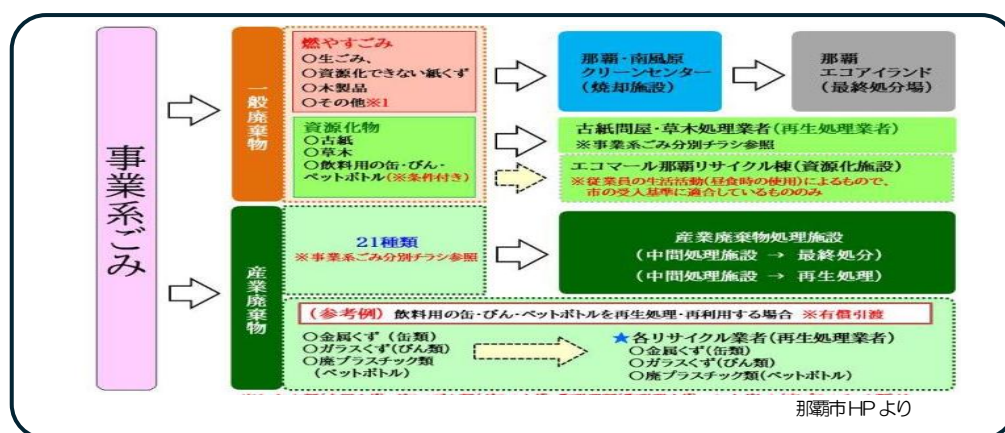 事業系ごみ
一般廃棄物
燃やすごみ
○生ごみ、
○資源化できない紙くず
○木製品
○その他※1
那覇・南風原
クリーンセンター
(焼却施設)
那覇
エコアイランド
(最終処分場)
資源化物
○古紙
○草木
○飲料用の缶・びん・
ペットボトル(※条件付き)
古紙問屋・草木処理業者(再生処理業者)
※事業系ごみ分別チラシ参照
エコマール那覇リサイクル棟(資源化施設)
※従業員の生活活動(昼食時の使用)によるもので、
市の受入基準に適合しているもののみ
産業廃棄物
21種類
※事業系ごみ分別チラシ参照
産業廃棄物処理施設
(中間処理施設 → 最終処分)
(中間処理施設 → 再生処理)
(参考例) 飲料用の缶・びん・ペットボトルを再生処理・再利用する場合 ※有償引渡
○金属くず(缶類)
○ガラスくず(びん類)
○廃プラスチック類
(ペットボトル)
★各リサイクル業者(再生処理業者)
○金属くず(缶類)
○ガラスくず(びん類)
○廃プラスチック類(ペットボトル)
那覇市HPより